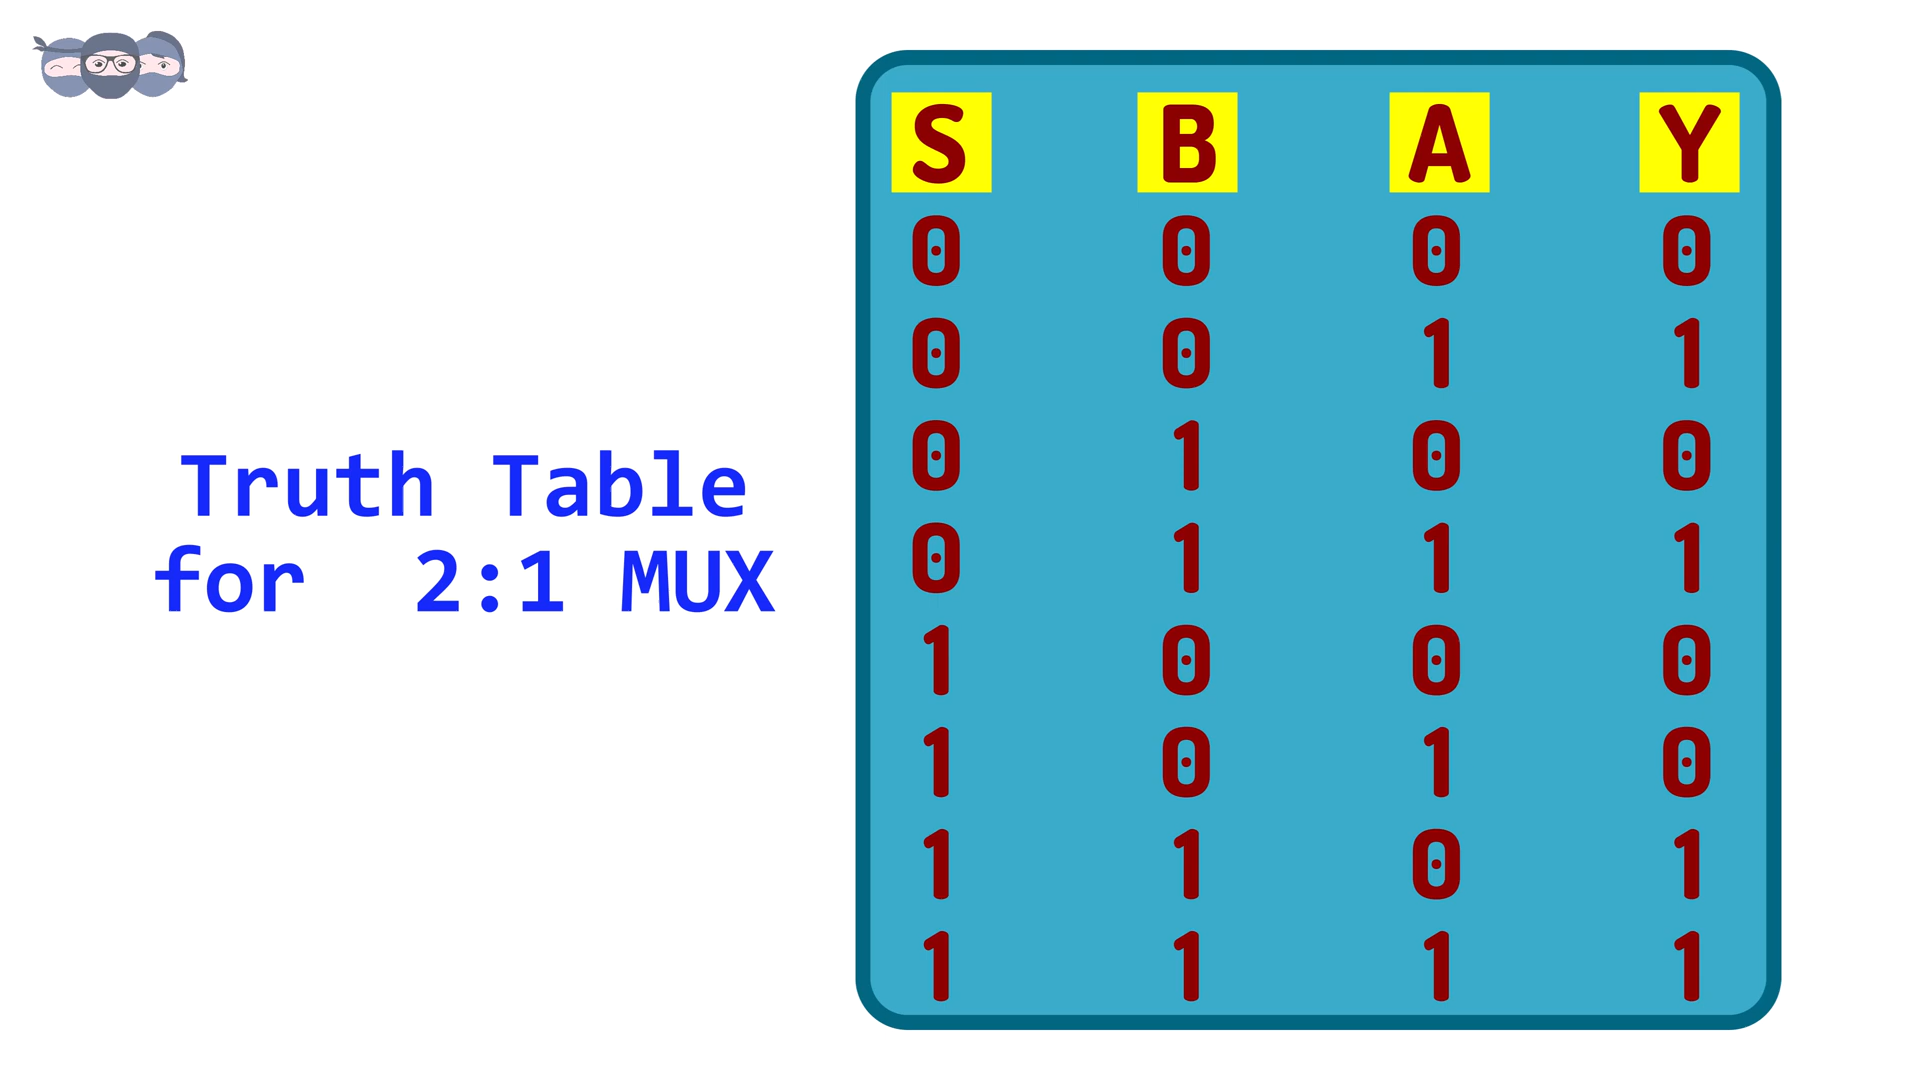 Truth Table
for  2:1 MUX
S B A Y
0 0 0 0
0 0 1 1
0 1 0 0
0 1 1 1
1 0 0 0
1 0 1 0
1 1 0 1
1 1 1 1